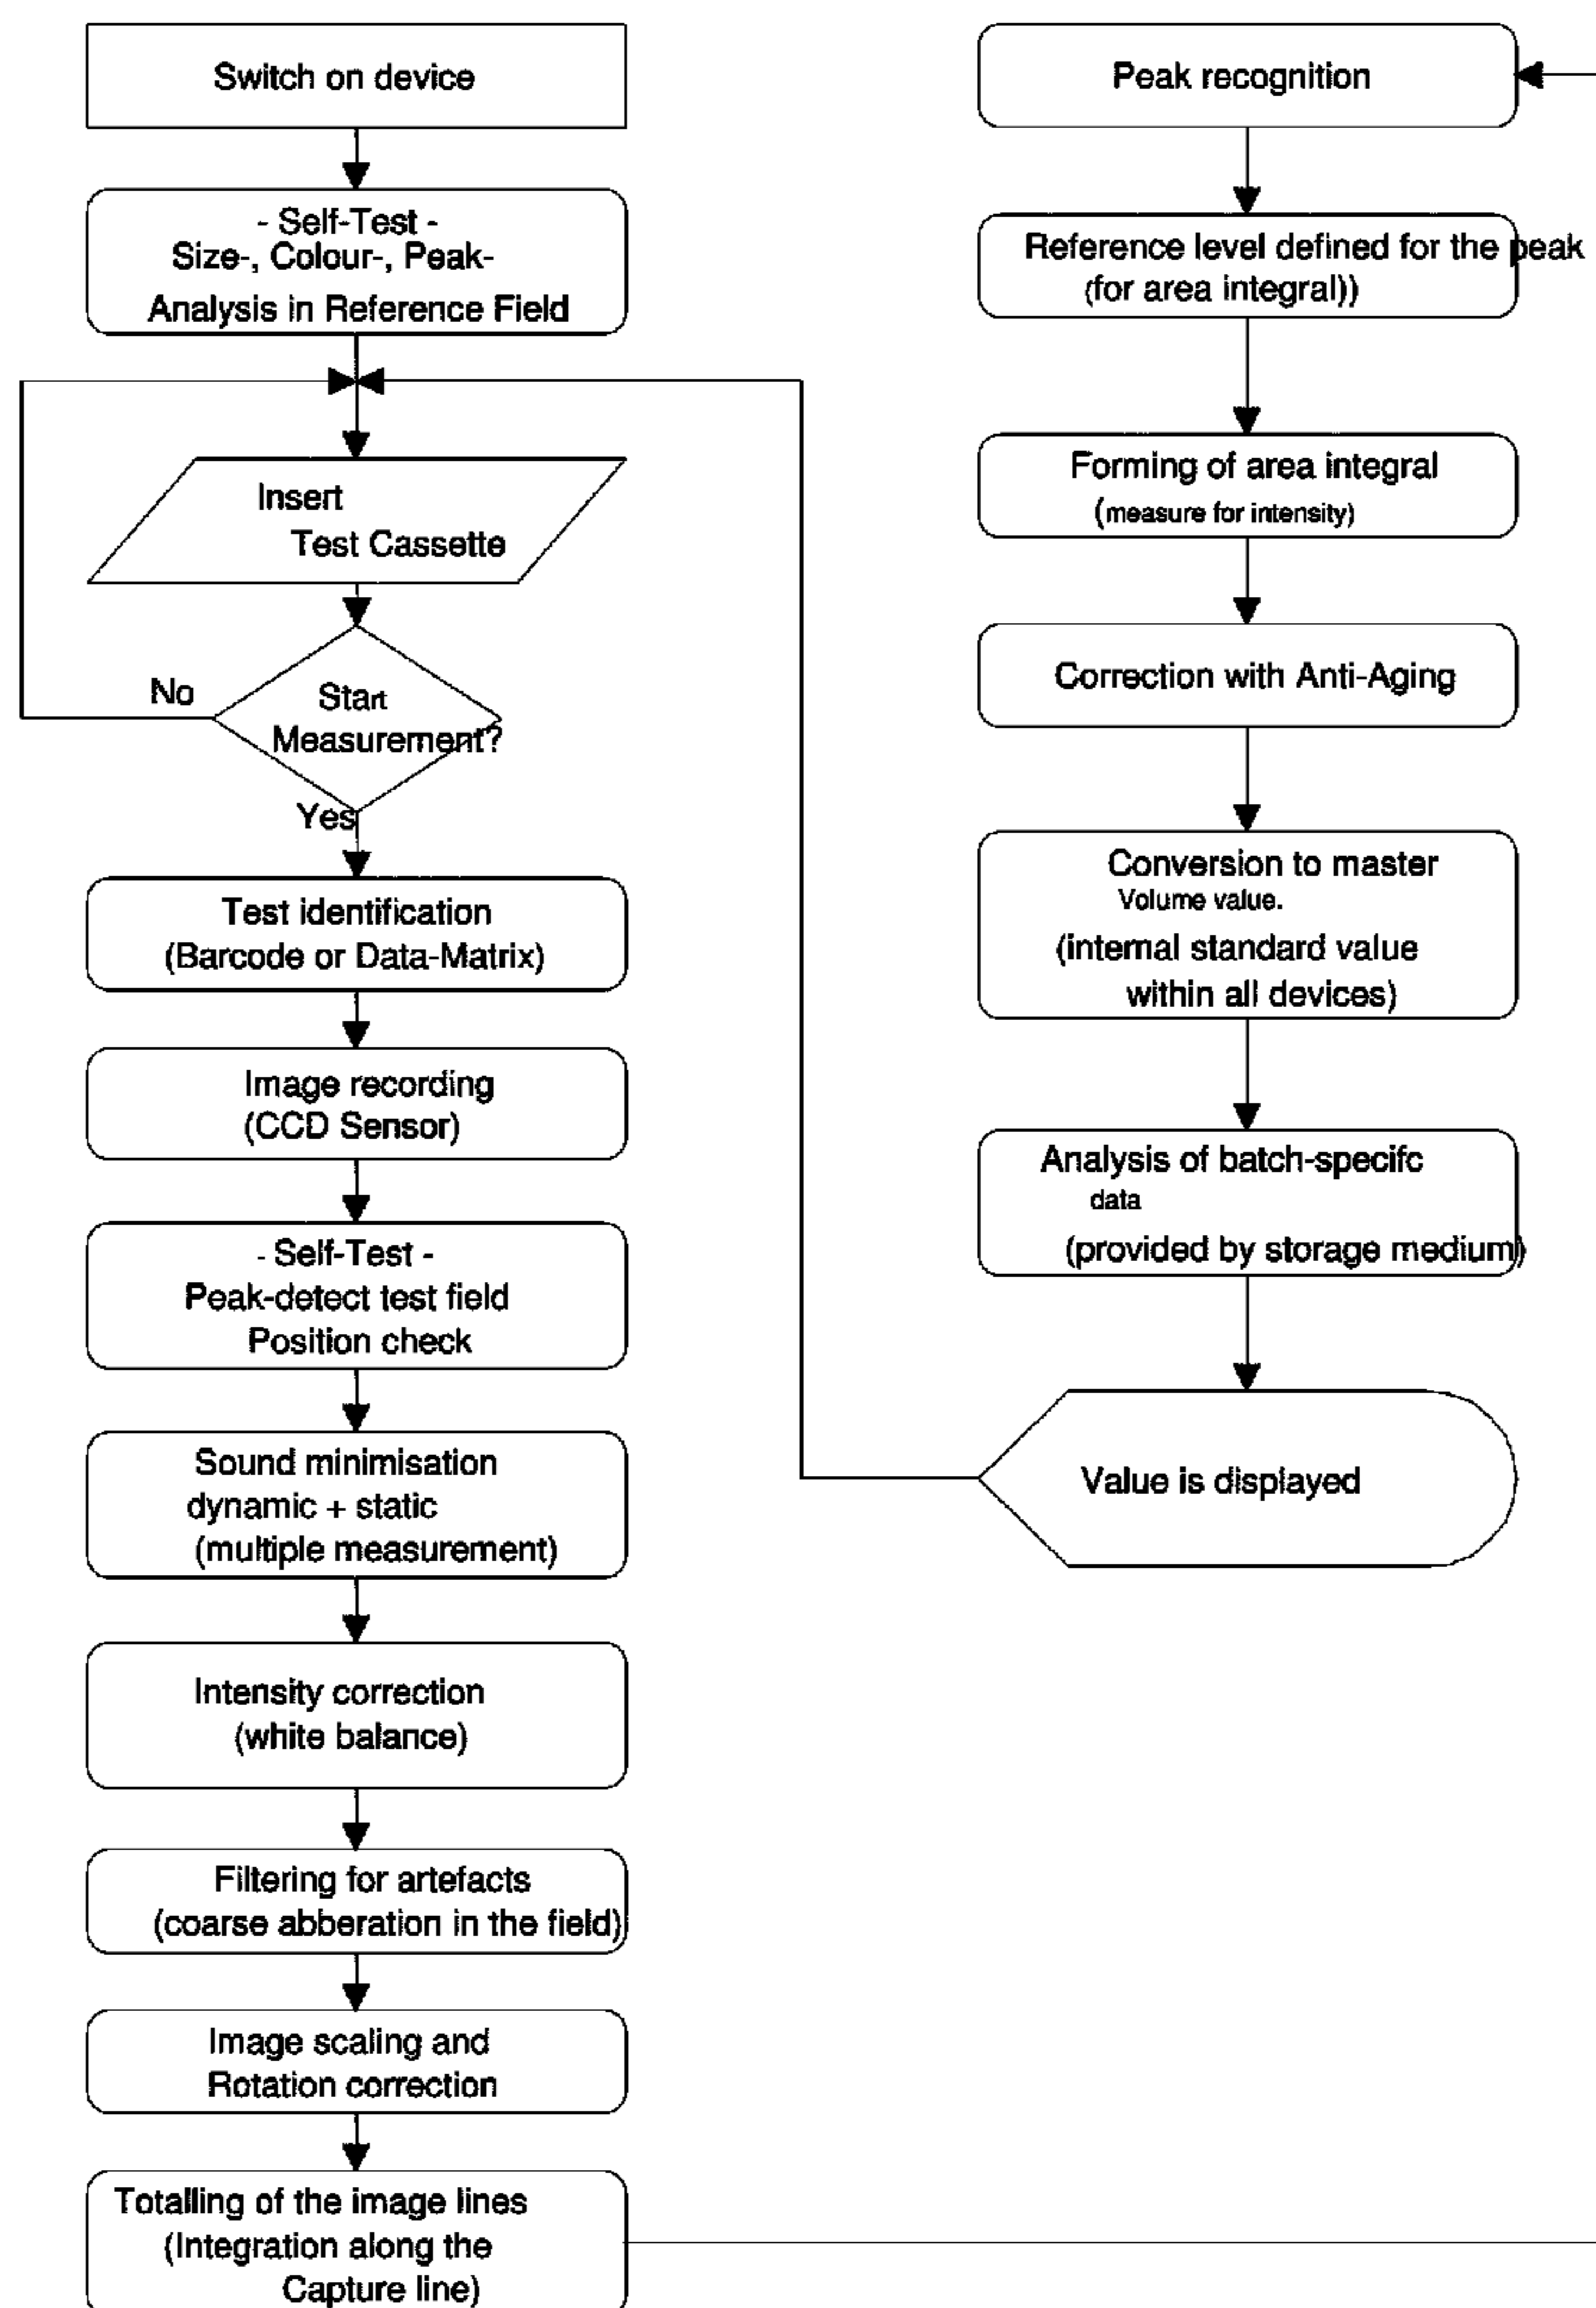 Switch on device
- Self-Test -
Size-, Colour-, Peak-
Analysis in Reference Field
Insert
Test Cassette
No
Start
Measurement?
Yes
Test identification
(Barcode or Data-Matrix)
Image recording
(CCD Sensor)
- Self-Test -
Peak-detect test field
Position check
Sound minimisation
dynamic + static
(multiple measurement)
Intensity correction
(white balance)
Filtering for artefacts
(coarse abberation in the field)
Image scaling and
Rotation correction
Totalling of the image lines
(Integration along the
Capture line)
Peak recognition
Reference level defined for the peak
(for area integral))
Forming of area integral
(measure for intensity)
Correction with Anti-Aging
Conversion to master
Volume value.
(internal standard value
within all devices)
Analysis of batch-specifc
data
(provided by storage medium)
Value is displayed